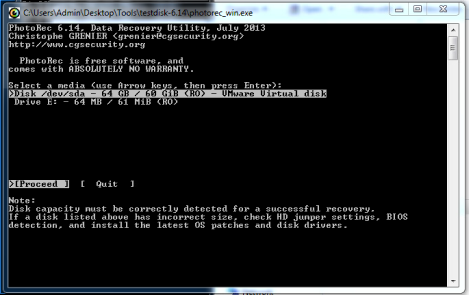 C:\Users\Admin\Desktop\Tools\testdisk-6.14\photorec_win.exe
PhotoRec 6.14, Data Recovery Utility, July 2013
Christophe GRENIER <grenier@cgsecurity.org>
http://www.cgsecurity.org
PhotoRec is free software, and
comes with ABSOLUTELY NO WARRANTY.
Select a media (use Arrow keys, then press Enter):
>Disk /dev/sda - 64 GB / 60 GiB (RO) - VMware Virtual disk
Drive E: - 64 MB / 61 MiB (RO)
>[Proceed ] [ Quit ]
Note:
Disk capacity must be correctly detected for a successful recovery.
If a disk listed above has incorrect size, check HD jumper settings, BIOS
detection, and install the latest OS patches and disk drivers.